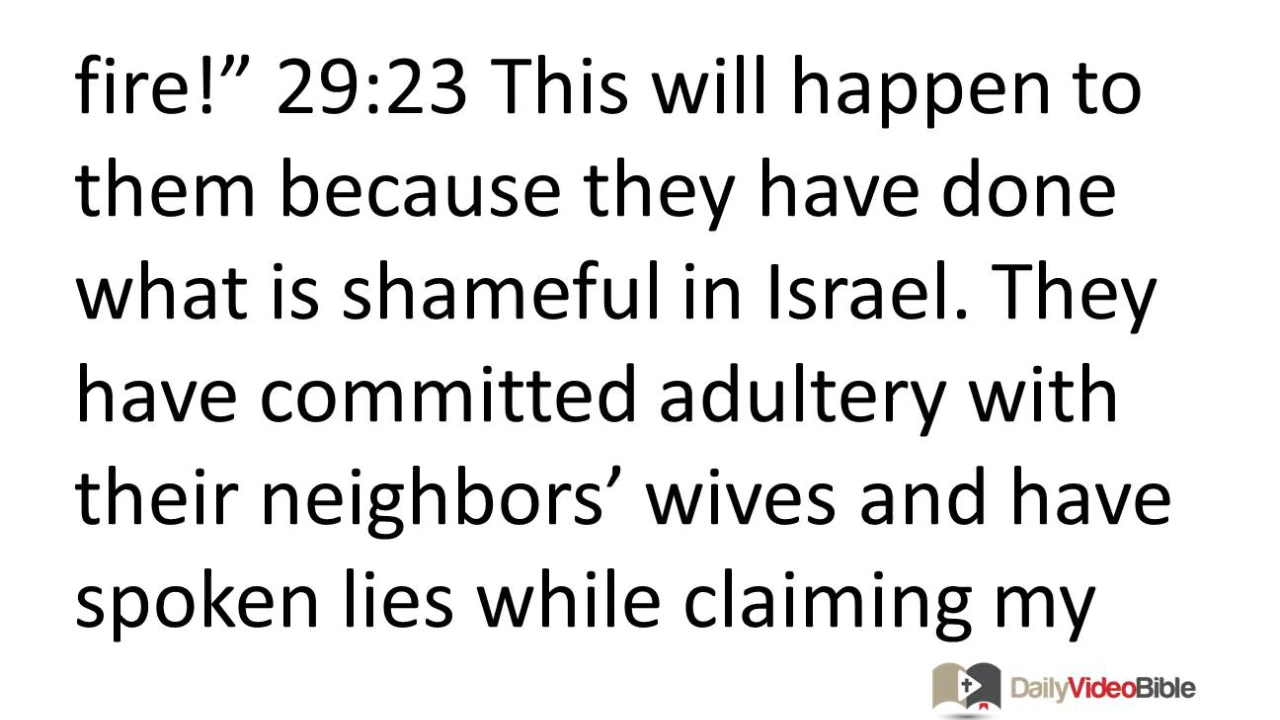 fire!” 29:23 This will happen to
them because they have done
what is shameful in Israel. They
have committed adultery with
their neighbors’ wives and have
spoken lies while claiming my
DailyVideoBible